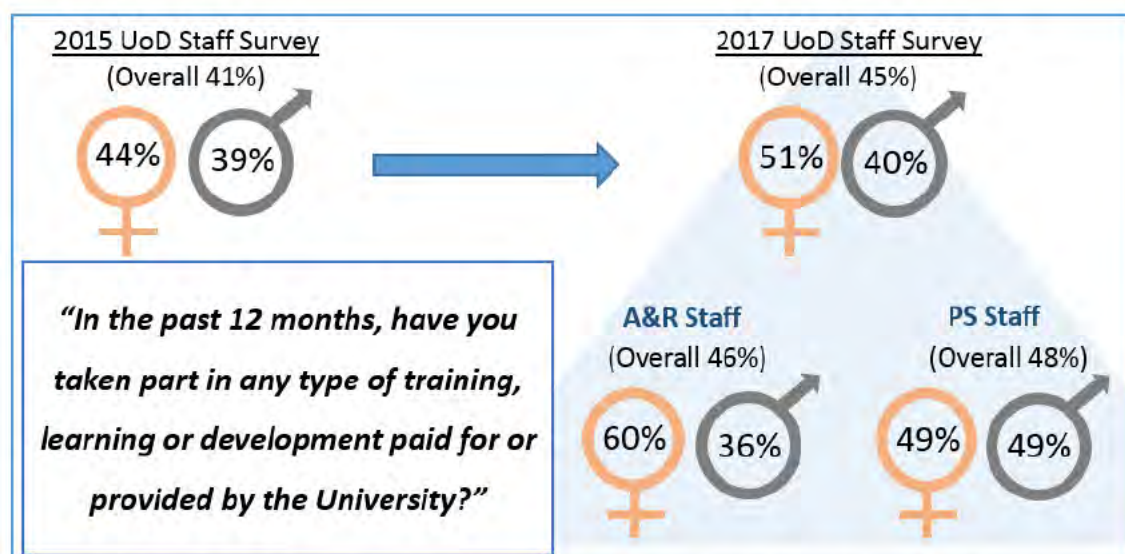 2015 UoD Staff Survey
(Overall 41%)
44%
39%
2017 UoD Staff Survey
(Overall 45%)
51%
40%
“In the past 12 months, have you
taken part in any type of training,
learning or development paid for or
provided by the University?”
A&R Staff
(Overall 46%)
60%
36%
PS Staff
(Overall 48%)
49%
49%